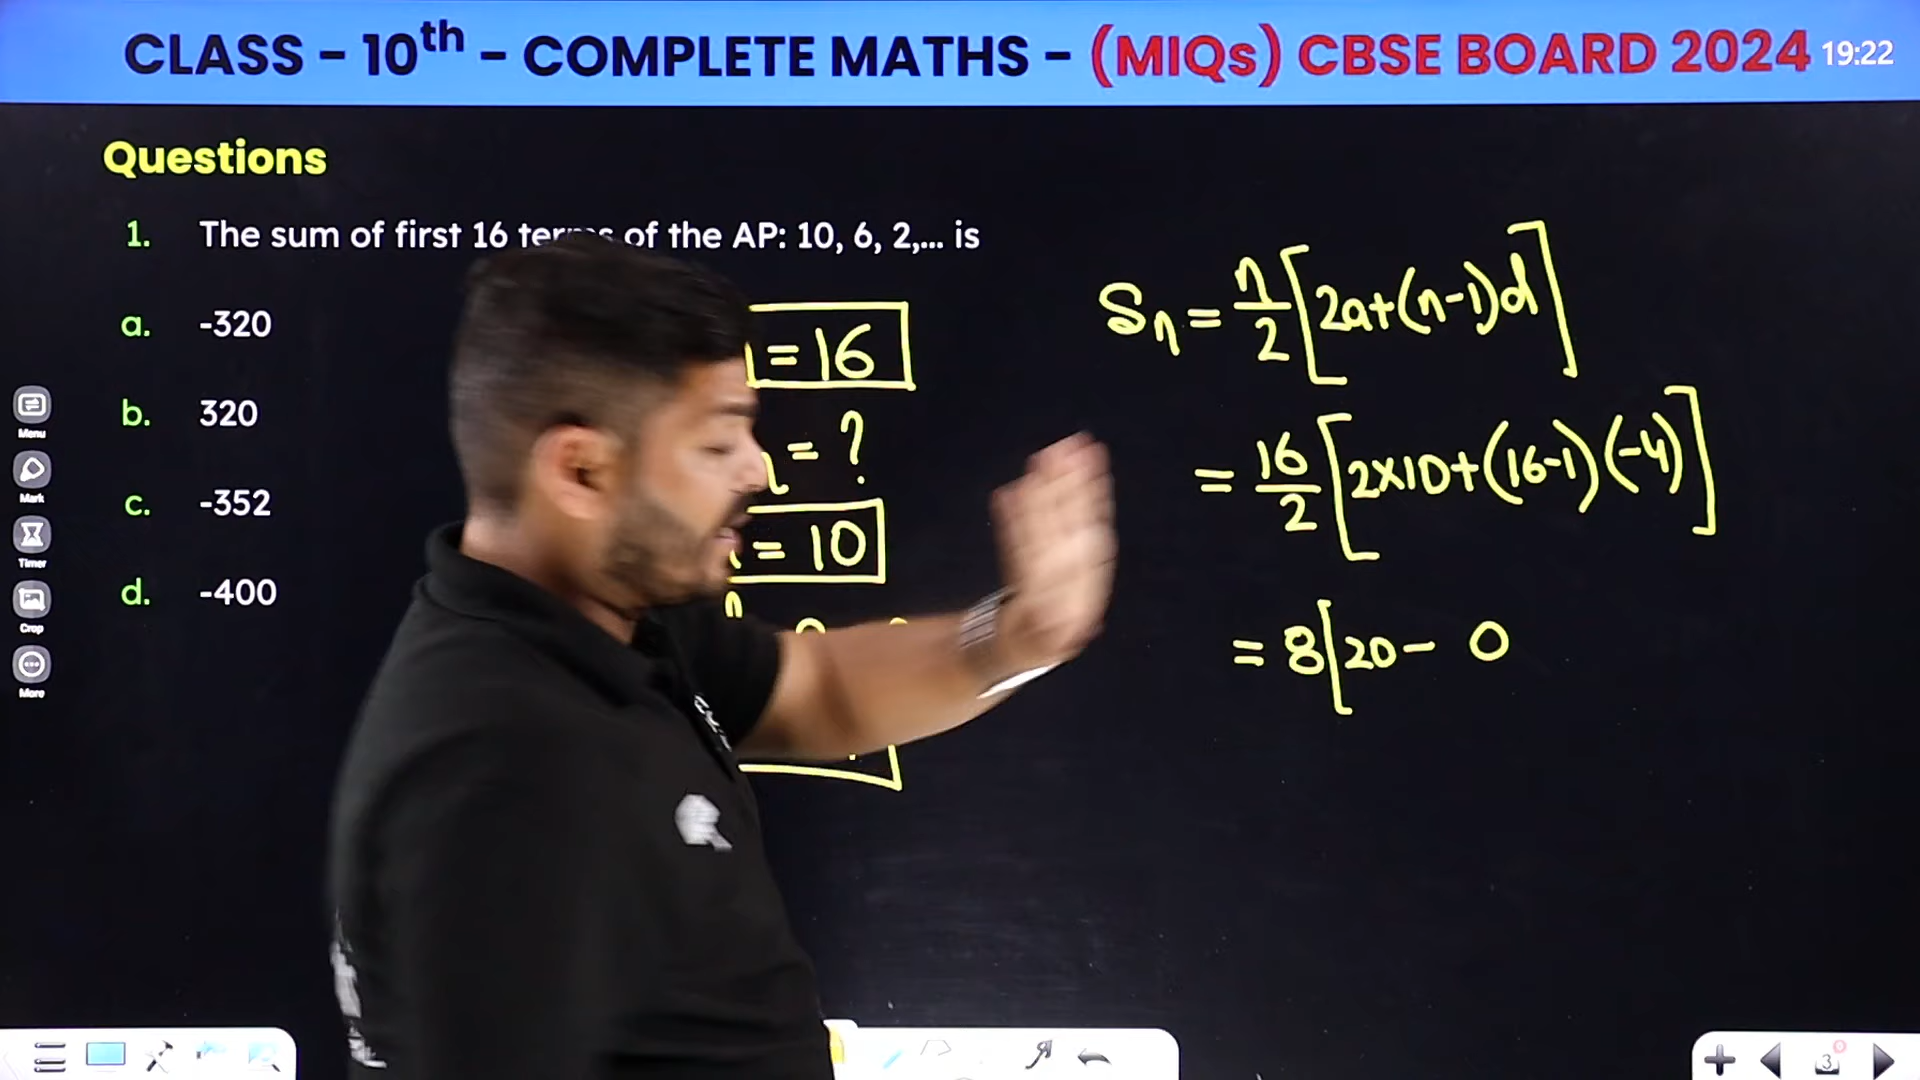 CLASS – 10th – COMPLETE MATHS – (MIQs) CBSE BOARD 2024 19:22
Questions
1. The sum of first 16 of the AP: 10, 6, 2,... is
a. -320
b. 320
c. -352
d. -400
= 16
= ?
= 10
Sn = n/2 [2a+(n-1)d]
= 16/2 [2×10+(16-1)(-4)]
= 8[20- 0
Menu
Mark
Timer
Crop
More
3